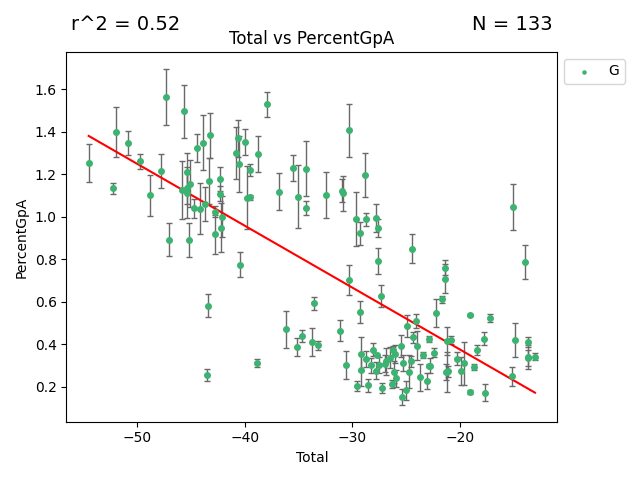 r^2 = 0.52
N = 133
Total vs PercentGpA
G
PercentGpA
1.6
1.4
1.2
1.0
0.8
0.6
0.4
0.2
−50
−40
−30
−20
Total